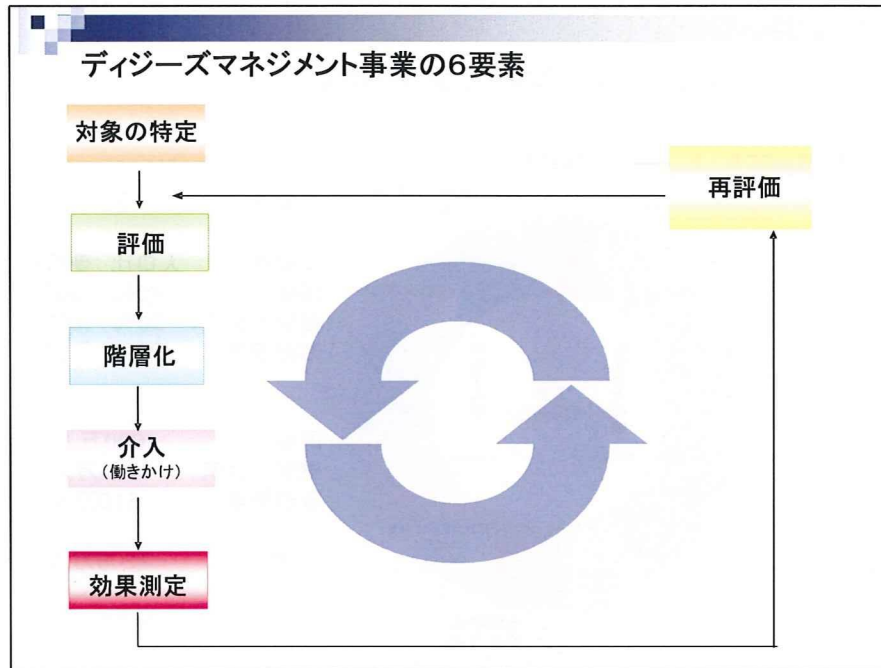 ディジーズマネジメント事業の6要素
対象の特定
再評価
評価
階層化
介入
(働きかけ)
効果測定